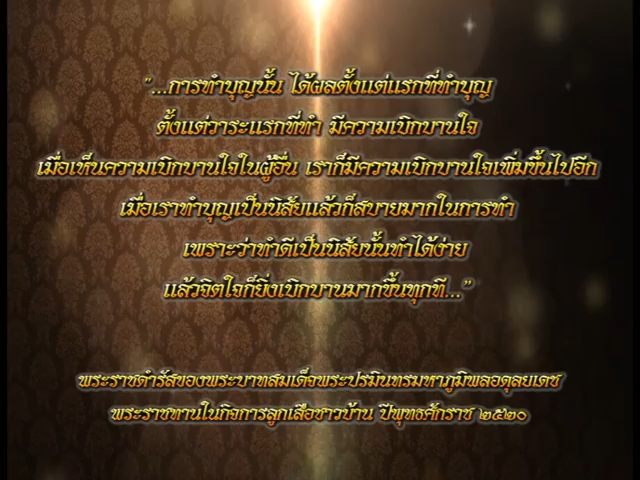 "...การทำบุญนั้น ได้ผลตั้งแต่แรกที่ทำบุญ
ตั้งแต่วาระแรกที่ทำ มีความเบิกบานใจ
เมื่อเห็นความเบิกบานใจในผู้อื่น เราก็มีความเบิกบานใจเพิ่มขึ้นไปอีก
เมื่อเราทำบุญเป็นนิสัยแล้วก็สบายมากในการทำ
เพราะว่าทำดีเป็นนิสัยนั้นทำได้ง่าย
แล้วจิตใจก็ยิ่งเบิกบานมากขึ้นทุกที..."
พระราชดำรัสของพระบาทสมเด็จพระปรมินทรมหาภูมิพลอดุลยเดช
พระราชทานในกิจการลูกเสือชาวบ้าน ปีพุทธศักราช ๒๕๒๐